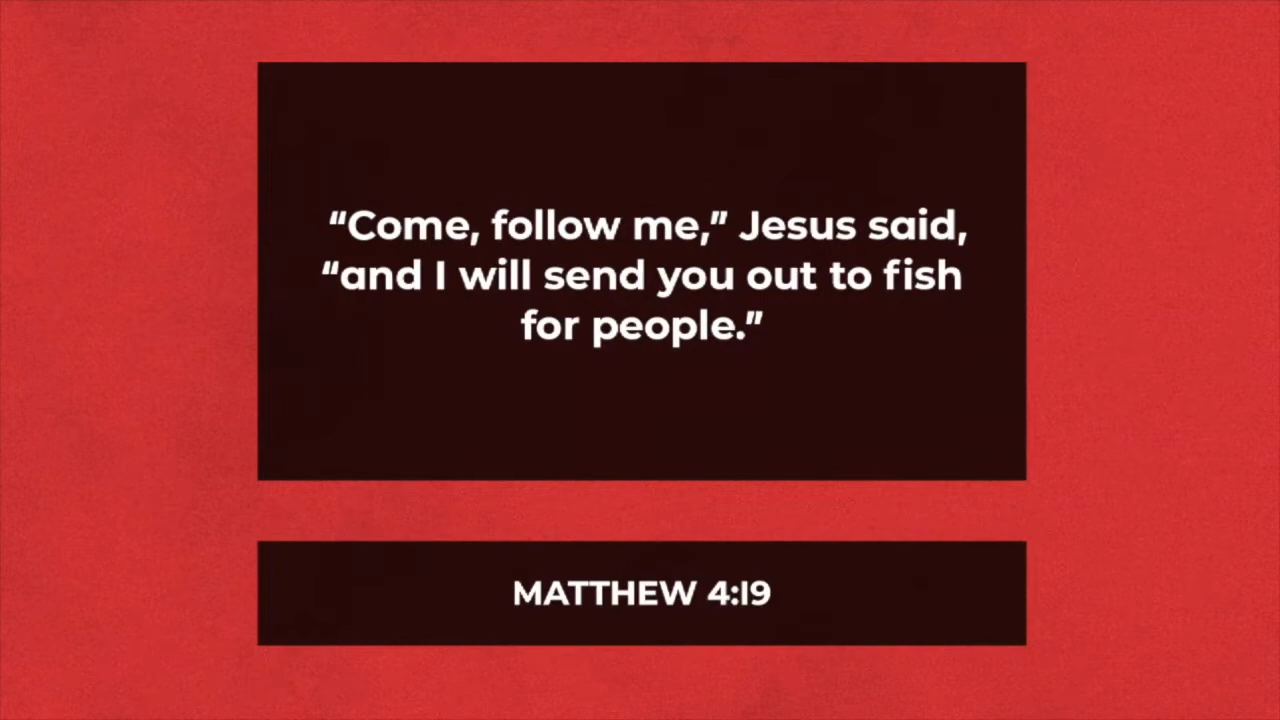 “Come, follow me,” Jesus said,
“and I will send you out to fish
for people.”
MATTHEW 4:19